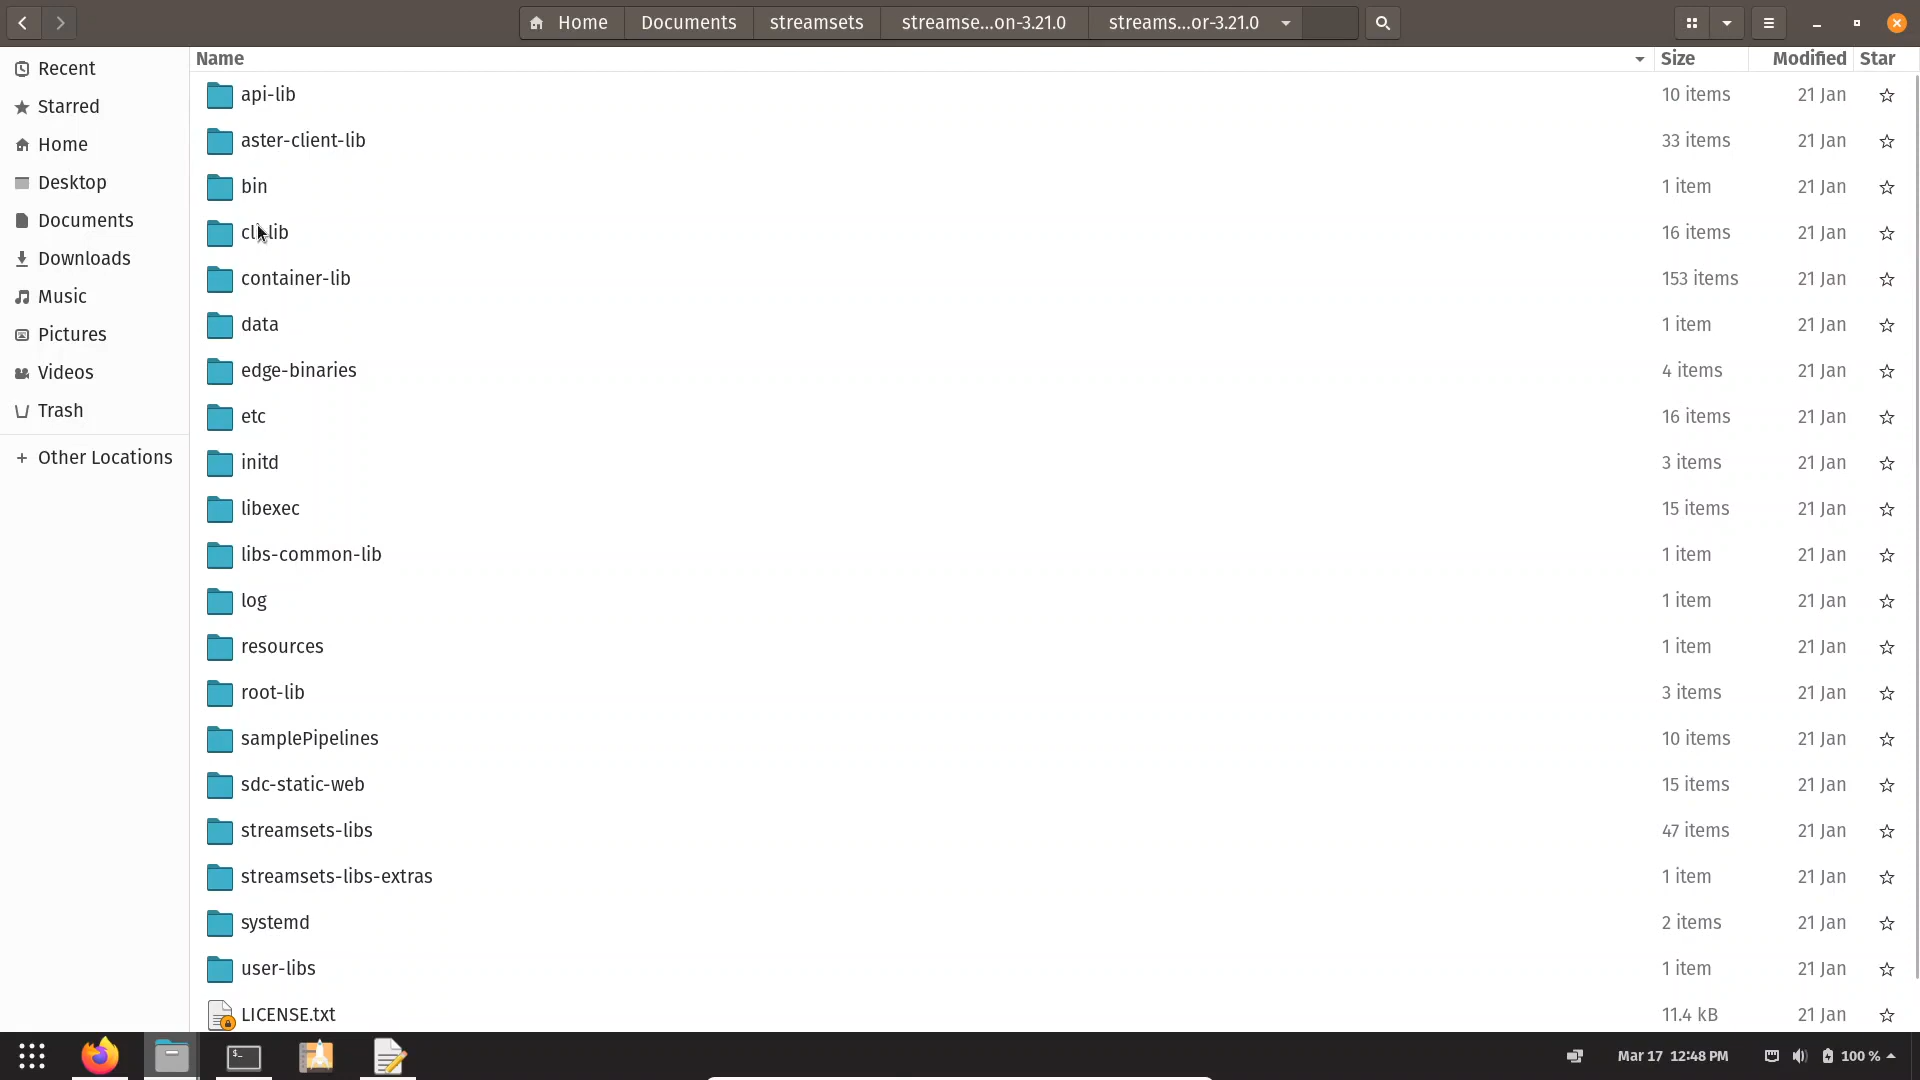 Home Documents streamsets streamse...on-3.21.0 streams...or-3.21.0
Name Size Modified Star
Recent
Starred
Home
Desktop
Documents
Downloads
Music
Pictures
Videos
Trash
+ Other Locations
api-lib 10 items 21 Jan
aster-client-lib 33 items 21 Jan
bin 1 item 21 Jan
cli-lib 16 items 21 Jan
container-lib 153 items 21 Jan
data 1 item 21 Jan
edge-binaries 4 items 21 Jan
etc 16 items 21 Jan
initd 3 items 21 Jan
libexec 15 items 21 Jan
libs-common-lib 1 item 21 Jan
log 1 item 21 Jan
resources 1 item 21 Jan
root-lib 3 items 21 Jan
samplePipelines 10 items 21 Jan
sdc-static-web 15 items 21 Jan
streamsets-libs 47 items 21 Jan
streamsets-libs-extras 1 item 21 Jan
systemd 2 items 21 Jan
user-libs 1 item 21 Jan
LICENSE.txt 11.4 kB 21 Jan
Mar 17 12:48 PM 100 %